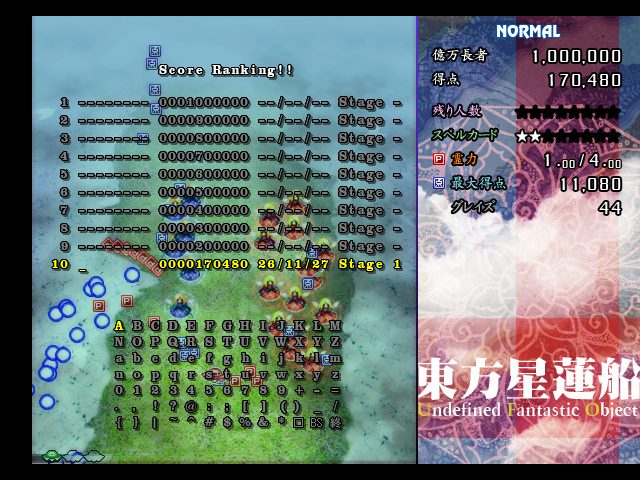 Score Ranking!!
1 -------- 0001000000 --/--/-- Stage -
2 -------- 0000900000 --/--/-- Stage -
3 -------- 0000800000 --/--/-- Stage -
4 -------- 0000700000 --/--/-- Stage -
5 -------- 0000600000 --/--/-- Stage -
6 -------- 0000500000 --/--/-- Stage -
7 -------- 0000400000 --/--/-- Stage -
8 -------- 0000300000 --/--/-- Stage -
9 -------- 0000200000 --/--/-- Stage -
10 _ 0000170480 26/11/27 Stage 1
A B C D E F G H I J K L M
N O P Q R S T U V W X Y Z
a b c d e f g h i j k l m
n o p q r s t u v w x y z
0 1 2 3 4 5 6 7 8 9 + - =
. , ! ? @ : ; [ ] ( ) _ /
{ } | ~ ^ # $ % & * □ BS 終
NORMAL
億万長者 1,000,000
得点 170,480
残り人数
スペルカード ★★
P 霊力 1.00/4.00
点 最大得点 11,080
グレイズ 44
東方星蓮船
Undefined Fantastic Object